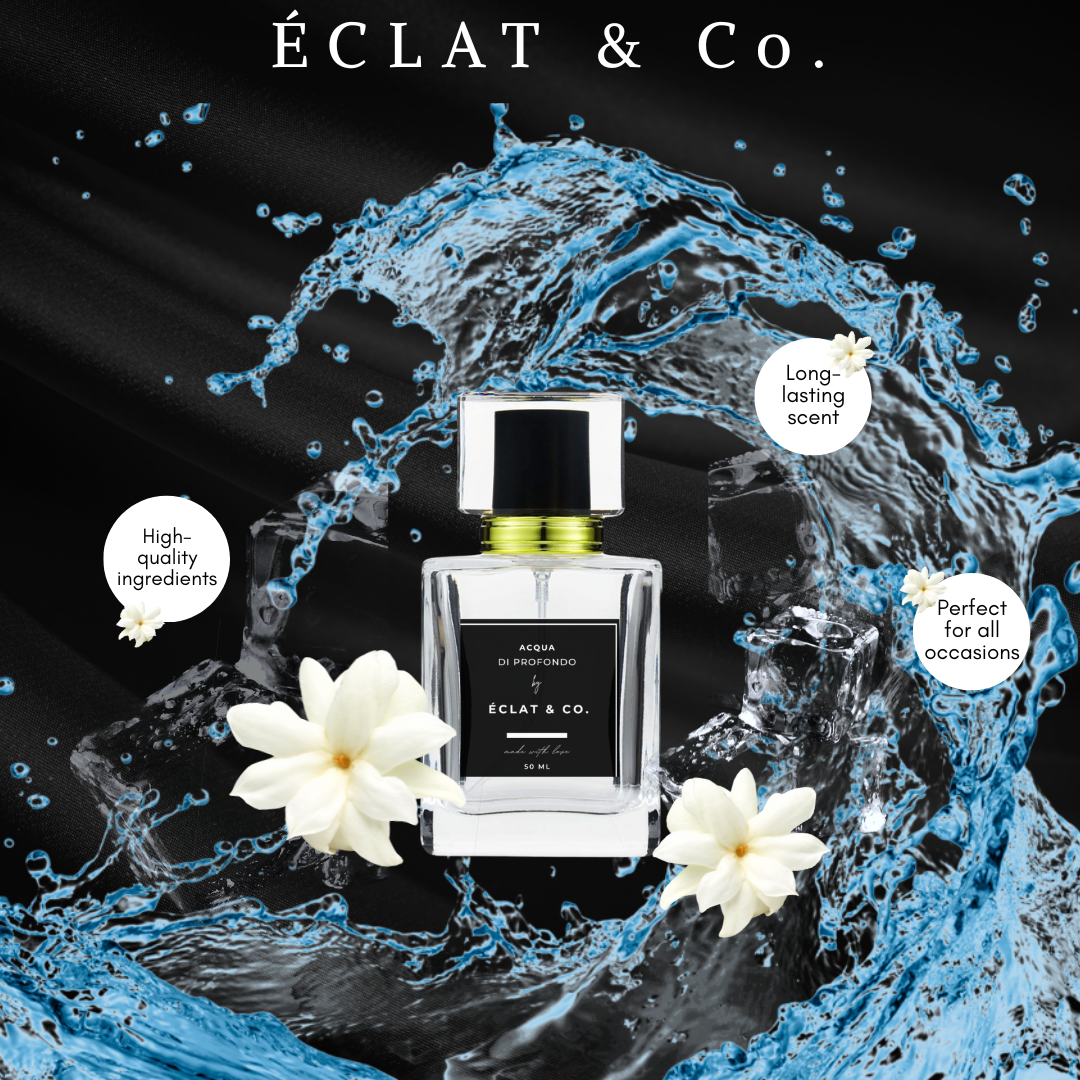 ÉCLAT & Co.
Long-
lasting
scent
High-
quality
ingredients
Perfect
for all
occasions
ACQUA
DI PROFONDO
by
ÉCLAT & CO.
made with love
50 ML